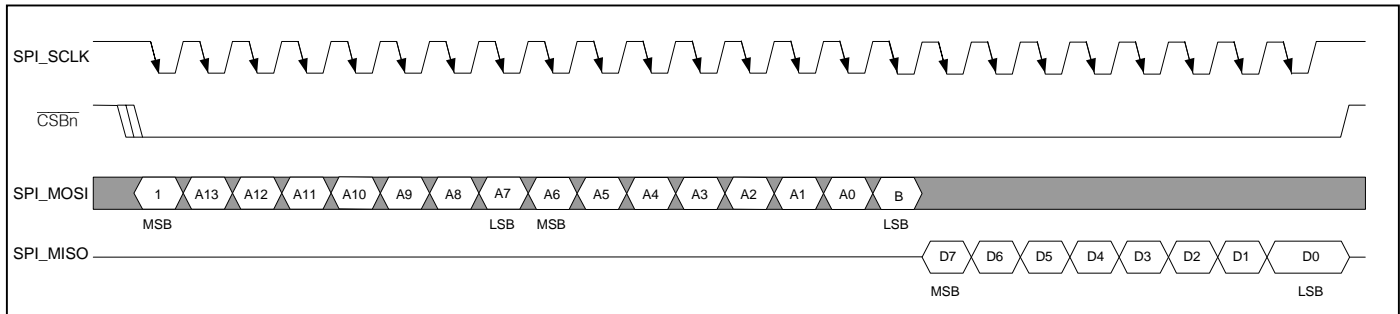 SPI_SCLK
CSBn
SPI_MOSI 1 A13 A12 A11 A10 A9 A8 A7 A6 A5 A4 A3 A2 A1 A0 B
MSB LSB MSB LSB
SPI_MISO D7 D6 D5 D4 D3 D2 D1 D0
MSB LSB